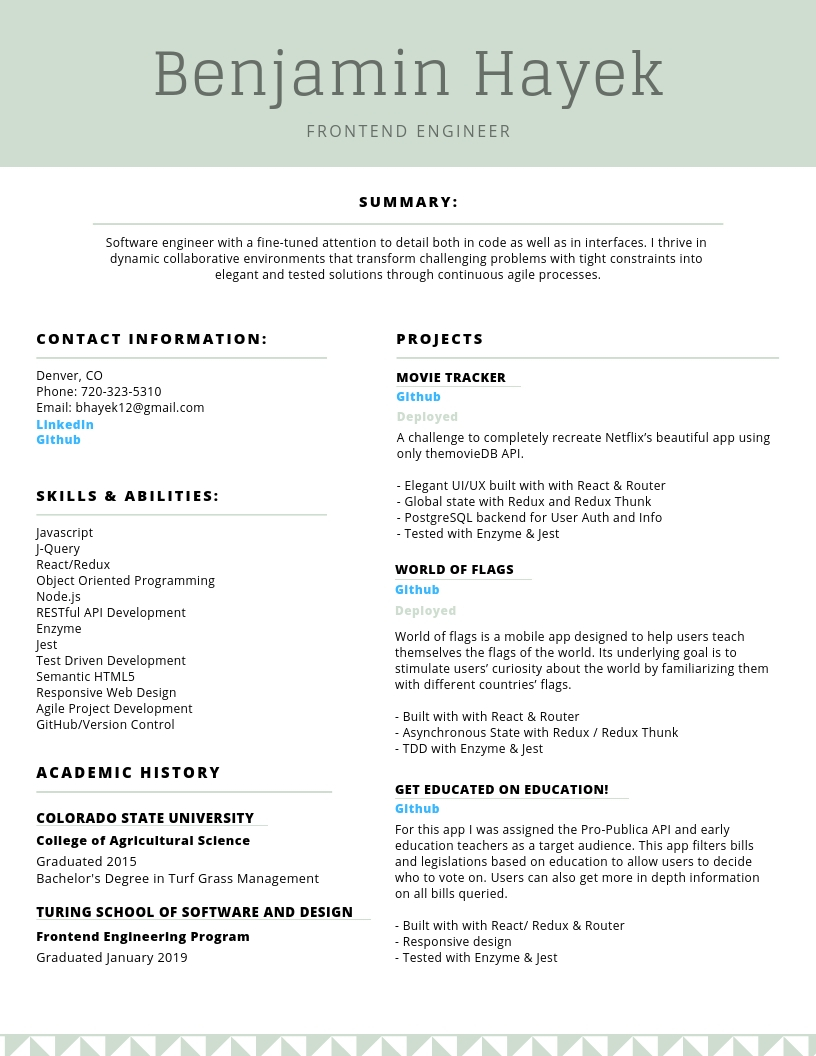 Benjamin Hayek
FRONTEND ENGINEER
SUMMARY:
Software engineer with a fine-tuned attention to detail both in code as well as in interfaces. I thrive in
dynamic collaborative environments that transform challenging problems with tight constraints into
elegant and tested solutions through continuous agile processes.
CONTACT INFORMATION:
Denver, CO
Phone: 720-323-5310
Email: bhayek12@gmail.com
LinkedIn
Github
SKILLS & ABILITIES:
Javascript
J-Query
React/Redux
Object Oriented Programming
Node.js
RESTful API Development
Enzyme
Jest
Test Driven Development
Semantic HTML5
Responsive Web Design
Agile Project Development
GitHub/Version Control
ACADEMIC HISTORY
COLORADO STATE UNIVERSITY
College of Agricultural Science
Graduated 2015
Bachelor's Degree in Turf Grass Management
TURING SCHOOL OF SOFTWARE AND DESIGN
Frontend Engineering Program
Graduated January 2019
PROJECTS
MOVIE TRACKER
Github
Deployed
A challenge to completely recreate Netflix’s beautiful app using
only themovieDB API.
- Elegant UI/UX built with with React & Router
- Global state with Redux and Redux Thunk
- PostgreSQL backend for User Auth and Info
- Tested with Enzyme & Jest
WORLD OF FLAGS
Github
Deployed
World of flags is a mobile app designed to help users teach
themselves the flags of the world. Its underlying goal is to
stimulate users’ curiosity about the world by familiarizing them
with different countries’ flags.
- Built with with React & Router
- Asynchronous State with Redux / Redux Thunk
- TDD with Enzyme & Jest
GET EDUCATED ON EDUCATION!
Github
For this app I was assigned the Pro-Publica API and early
education teachers as a target audience. This app filters bills
and legislations based on education to allow users to decide
who to vote on. Users can also get more in depth information
on all bills queried.
- Built with with React/ Redux & Router
- Responsive design
- Tested with Enzyme & Jest